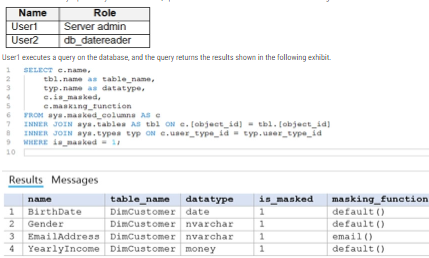 Name Role
User1 Server admin
User2 db_datereader
User1 executes a query on the database, and the query returns the results shown in the following exhibit.
1 SELECT c.name,
2 tbl.name as table_name,
3 typ.name as datatype,
4 c.is_masked,
5 c.masking_function
6 FROM sys.masked_columns AS c
7 INNER JOIN sys.tables AS tbl ON c.[object_id] = tbl.[object_id]
8 INNER JOIN sys.types typ ON c.user_type_id = typ.user_type_id
9 WHERE is_masked = 1;
10
Results Messages
name table_name datatype is_masked masking_function
1 BirthDate DimCustomer date 1 default()
2 Gender DimCustomer nvarchar 1 default()
3 EmailAddress DimCustomer nvarchar 1 email()
4 YearlyIncome DimCustomer money 1 default()